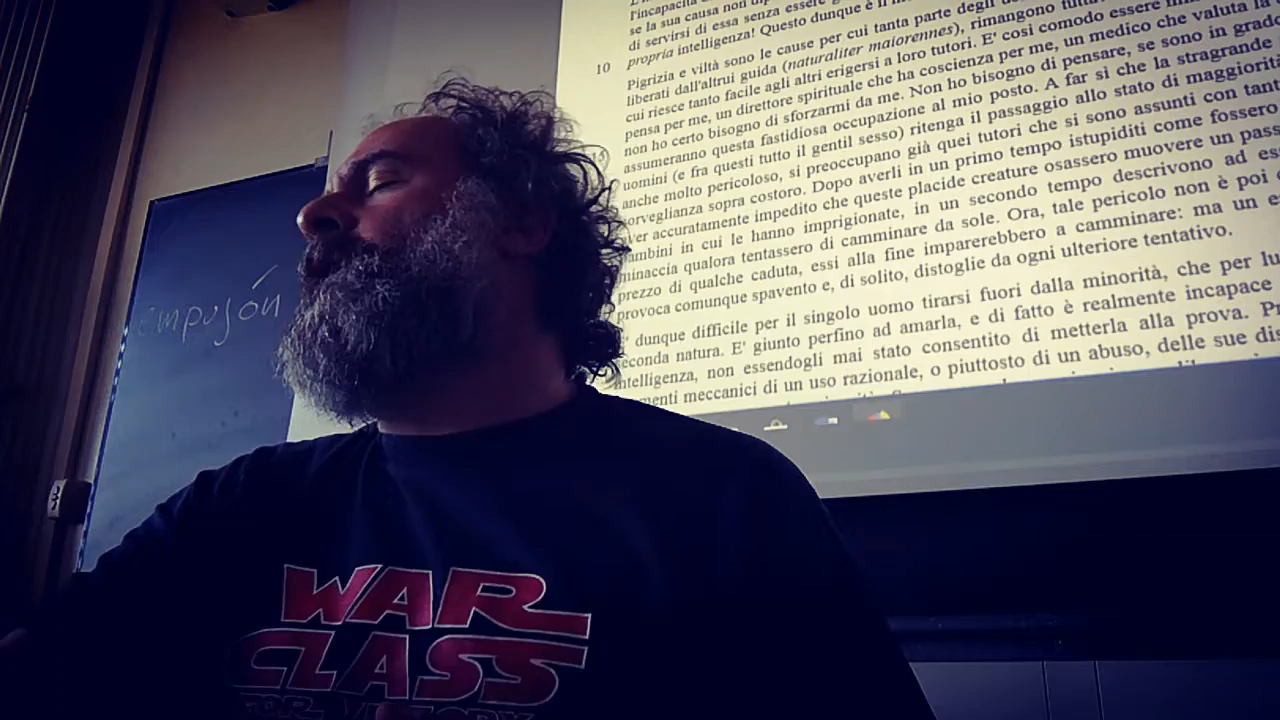 l'incapacità
se la sua causa non dip
di servirsi di essa senza essere
propria intelligenza! Questo dunque è il
10
Pigrizia e viltà sono le cause per cui tanta parte degli
liberati dall'altrui guida (naturaliter maiorennes), rimangono
cui riesce tanto facile agli altri erigersi a loro tutori. E' così comodo essere
pensa per me, un direttore spirituale che ha coscienza per me, un medico che valuta la
non ho certo bisogno di sforzarmi da me. Non ho bisogno di pensare, se sono in grado
assumeranno questa fastidiosa occupazione al mio posto. A far sì che la stragrande
uomini (e fra questi tutto il gentil sesso) ritenga il passaggio allo stato di maggiorità
anche molto pericoloso, si preoccupano già quei tutori che si sono assunti con tant
sorveglianza sopra costoro. Dopo averli in un primo tempo istupiditi come fossero
ver accuratamente impedito che queste placide creature osassero muovere un pass
ambini in cui le hanno imprigionate, in un secondo tempo descrivono ad es
minaccia qualora tentassero di camminare da sole. Ora, tale pericolo non è poi
prezzo di qualche caduta, essi alla fine imparerebbero a camminare: ma un e
provoca comunque spavento e, di solito, distoglie da ogni ulteriore tentativo.
dunque difficile per il singolo uomo tirarsi fuori dalla minorità, che per lu
econda natura. E' giunto perfino ad amarla, e di fatto è realmente incapace
intelligenza, non essendogli mai stato consentito di metterla alla prova.
menti meccanici di un uso razionale, o piuttosto di un abuso, delle sue dis
WAR
CLASS